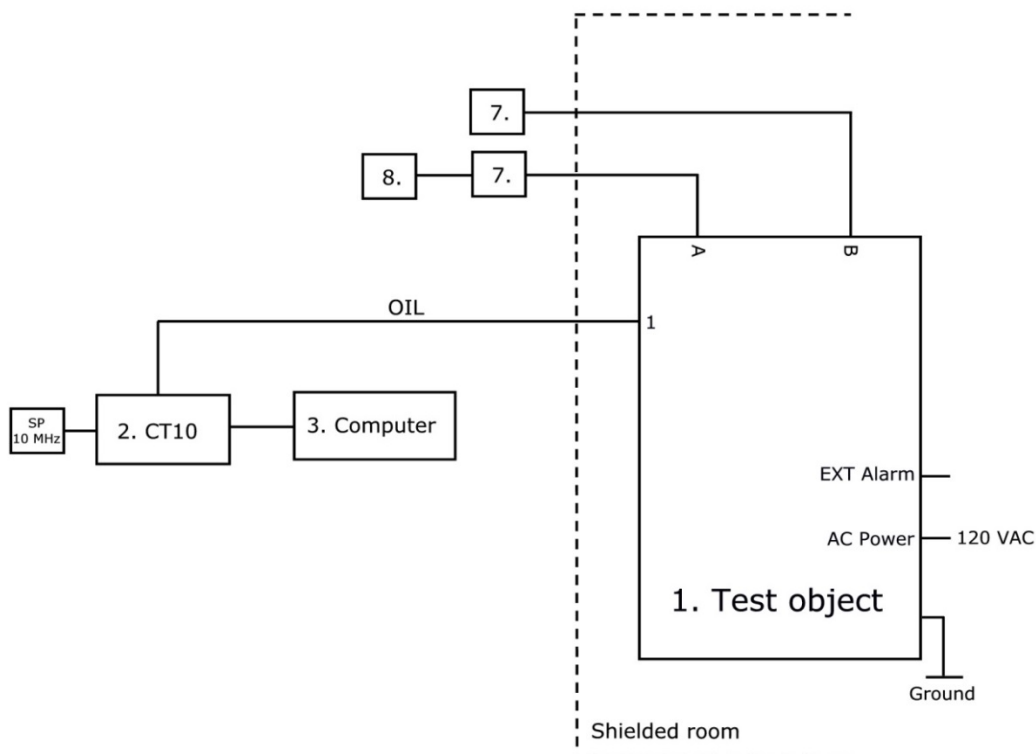 7.
8.
7.
A
B
OIL
1
SP
10 MHz
2. CT10
3. Computer
EXT Alarm
AC Power
120 VAC
1. Test object
Ground
Shielded room